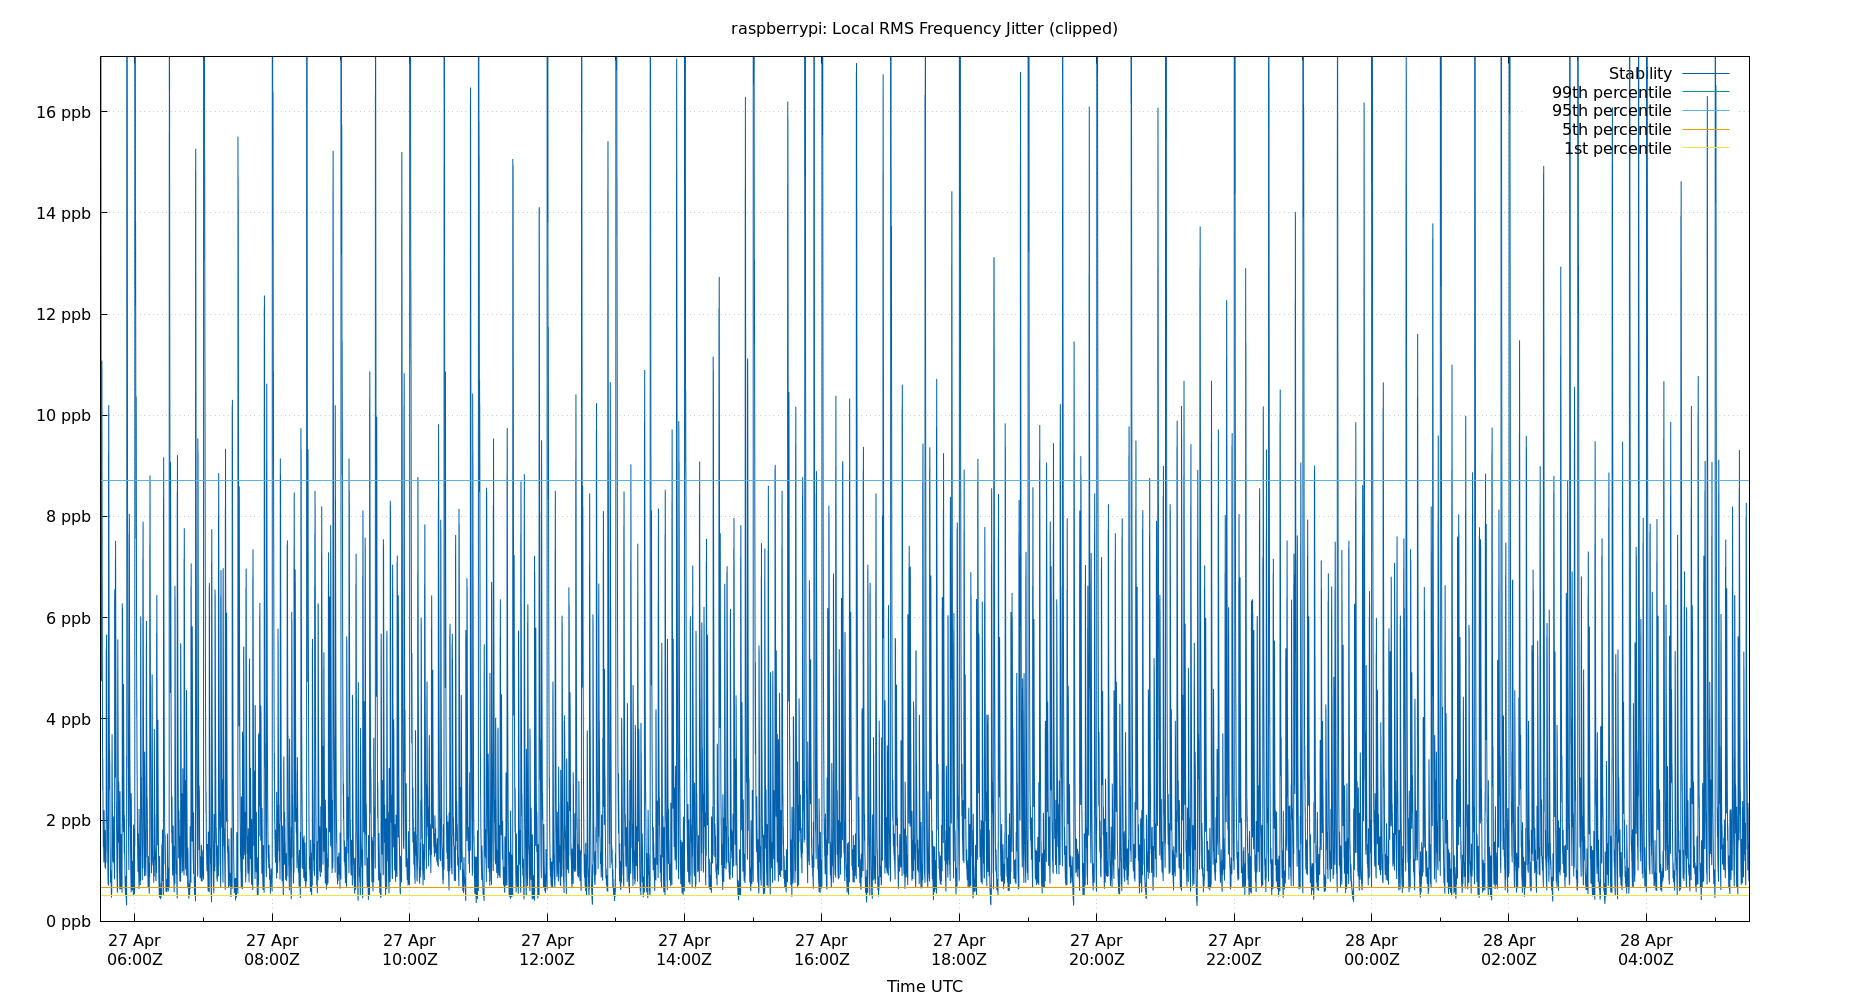 raspberrypi: Local RMS Frequency Jitter (clipped)
Stability
99th percentile
95th percentile
5th percentile
1st percentile
16 ppb
14 ppb
12 ppb
10 ppb
8 ppb
6 ppb
4 ppb
2 ppb
0 ppb
27 Apr 27 Apr 27 Apr 27 Apr 27 Apr 27 Apr 27 Apr 27 Apr 27 Apr 28 Apr 28 Apr 28 Apr
06:00Z 08:00Z 10:00Z 12:00Z 14:00Z 16:00Z 18:00Z 20:00Z 22:00Z 00:00Z 02:00Z 04:00Z
Time UTC